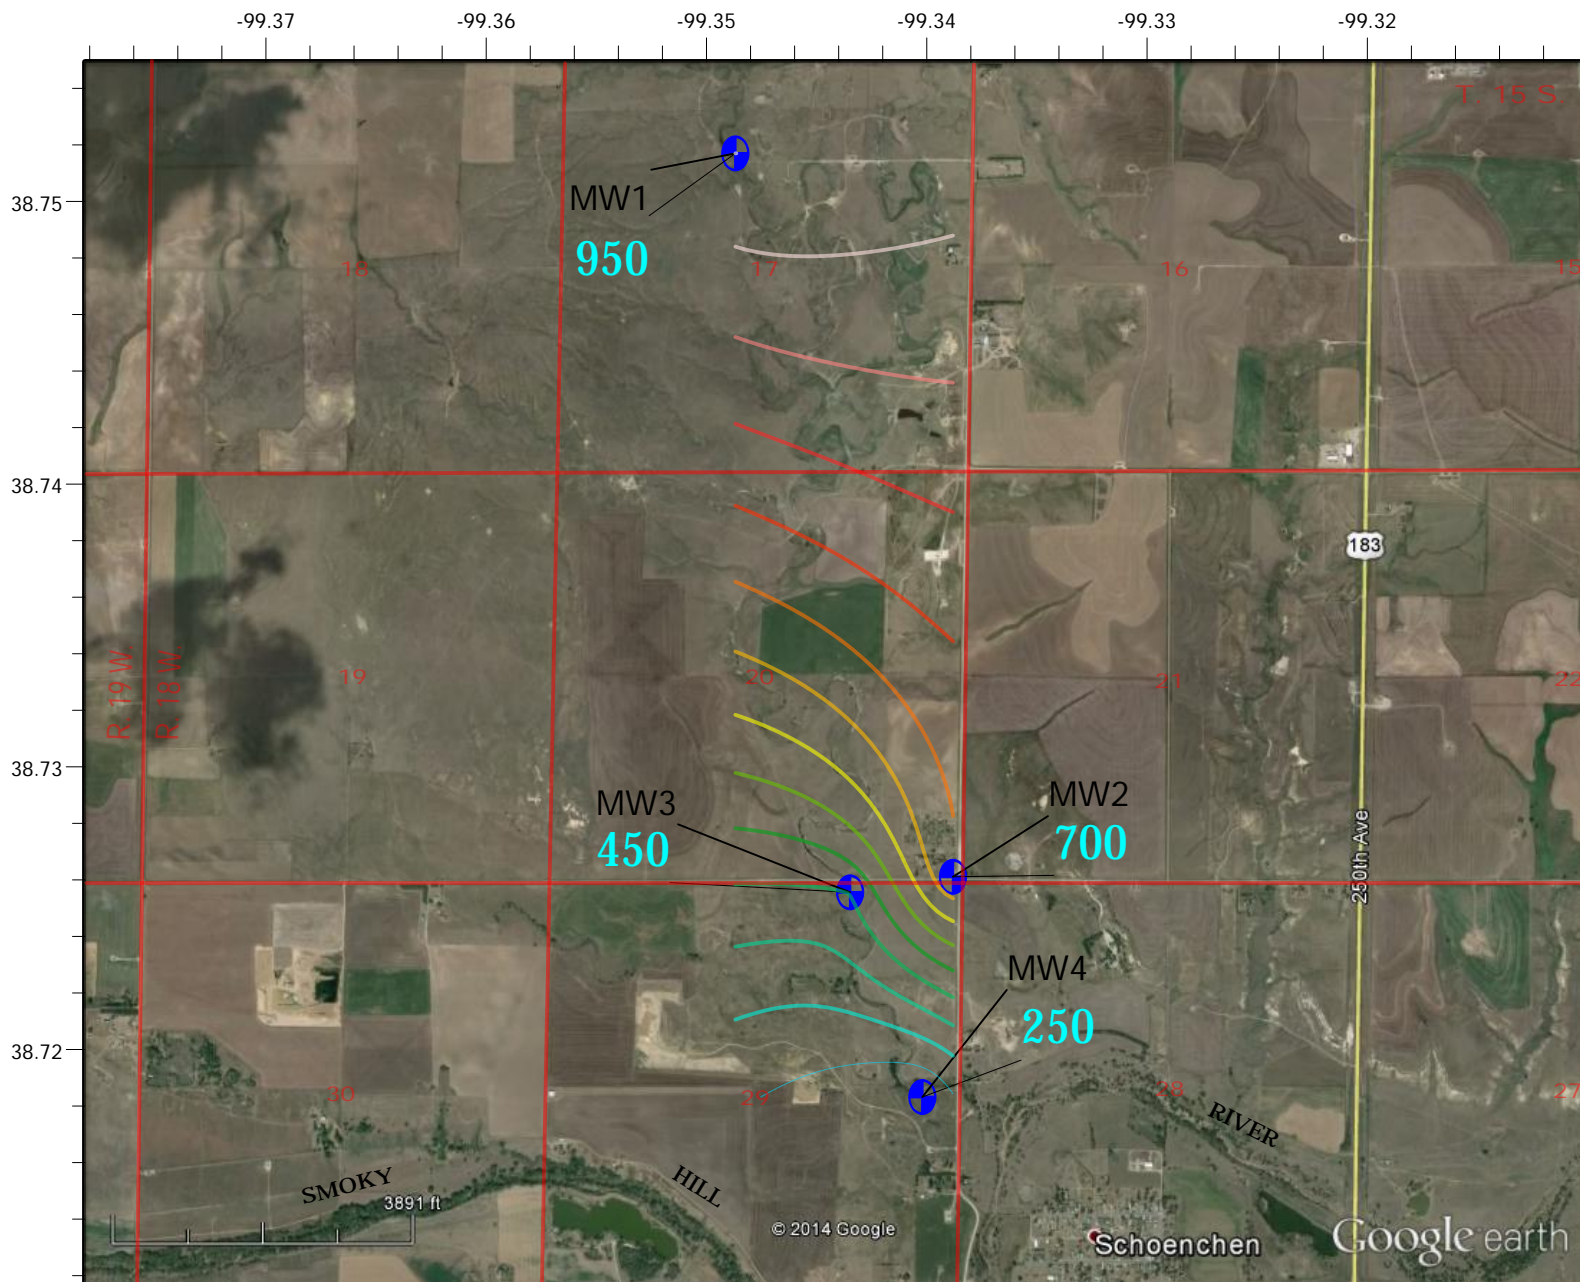 -99.37 -99.36 -99.35 -99.34 -99.33 -99.32
T. 15 S.
MW1
38.75
950
18 17 16 15
38.74
183
R. 19 W
R. 18 W
19 20 21 22
38.73
MW3
450
MW2
700
250th Ave
MW4
250
38.72
30 29 28 27
RIVER
SMOKY
HILL
3891 ft
© 2014 Google
Schoenchen
Google earth